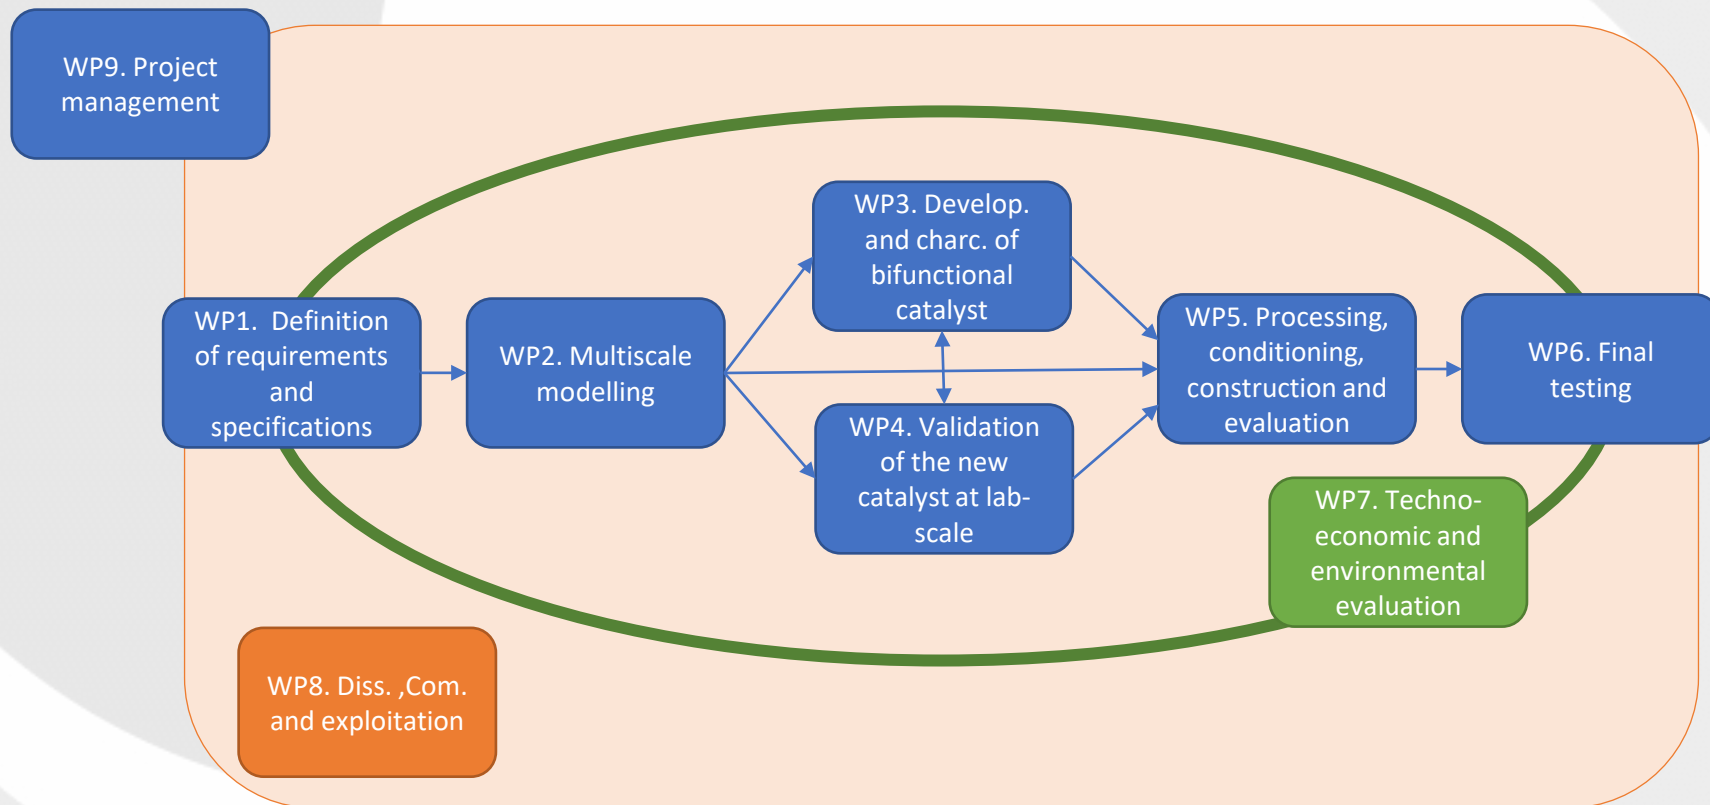 WP9. Project
management
WP3. Develop.
and charc. of
bifunctional
catalyst
WP1. Definition
of requirements
and
specifications
WP2. Multiscale
modelling
WP5. Processing,
conditioning,
construction and
evaluation
WP6. Final
testing
WP4. Validation
of the new
catalyst at lab-
scale
WP7. Techno-
economic and
environmental
evaluation
WP8. Diss. ,Com.
and exploitation